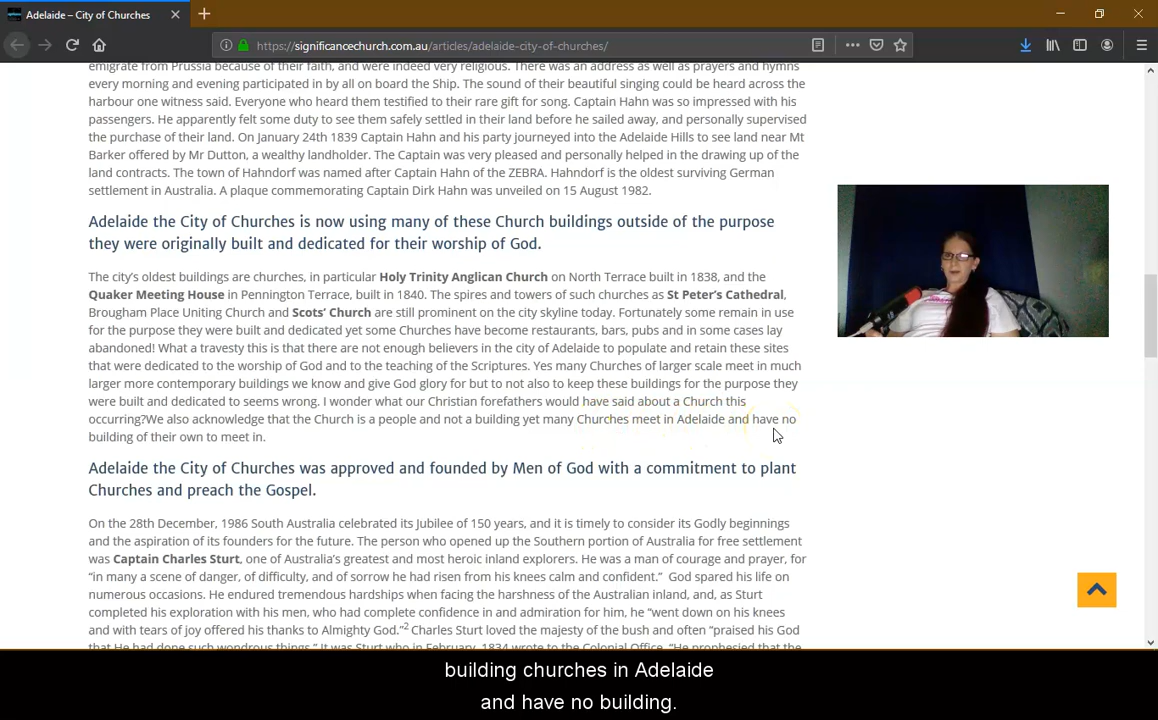 Adelaide – City of Churches
https://significancechurch.com.au/articles/adelaide-city-of-churches/
emigrate from Prussia because of their faith, and were indeed very religious. There was an address as well as prayers and hymns
every morning and evening participated in by all on board the Ship. The sound of their beautiful singing could be heard across the
harbour one witness said. Everyone who heard them testified to their rare gift for song. Captain Hahn was so impressed with his
passengers. He apparently felt some duty to see them safely settled in their land before he sailed away, and personally supervised
the purchase of their land. On January 24th 1839 Captain Hahn and his party journeyed into the Adelaide Hills to see land near Mt
Barker offered by Mr Dutton, a wealthy landholder. The Captain was very pleased and personally helped in the drawing up of the
land contracts. The town of Hahndorf was named after Captain Hahn of the ZEBRA. Hahndorf is the oldest surviving German
settlement in Australia. A plaque commemorating Captain Dirk Hahn was unveiled on 15 August 1982.
Adelaide the City of Churches is now using many of these Church buildings outside of the purpose
they were originally built and dedicated for their worship of God.
The city's oldest buildings are churches, in particular Holy Trinity Anglican Church on North Terrace built in 1838, and the
Quaker Meeting House in Pennington Terrace, built in 1840. The spires and towers of such churches as St Peter's Cathedral,
Brougham Place Uniting Church and Scots' Church are still prominent on the city skyline today. Fortunately some remain in use
for the purpose they were built and dedicated yet some Churches have become restaurants, bars, pubs and in some cases lay
abandoned! What a travesty this is that there are not enough believers in the city of Adelaide to populate and retain these sites
that were dedicated to the worship of God and to the teaching of the Scriptures. Yes many Churches of larger scale meet in much
larger more contemporary buildings we know and give God glory for but to not also to keep these buildings for the purpose they
were built and dedicated to seems wrong. I wonder what our Christian forefathers would have said about a Church this
occurring?We also acknowledge that the Church is a people and not a building yet many Churches meet in Adelaide and have no
building of their own to meet in.
Adelaide the City of Churches was approved and founded by Men of God with a commitment to plant
Churches and preach the Gospel.
On the 28th December, 1986 South Australia celebrated its Jubilee of 150 years, and it is timely to consider its Godly beginnings
and the aspiration of its founders for the future. The person who opened up the Southern portion of Australia for free settlement
was Captain Charles Sturt, one of Australia's greatest and most heroic inland explorers. He was a man of courage and prayer, for
“in many a scene of danger, of difficulty, and of sorrow he had risen from his knees calm and confident.” God spared his life on
numerous occasions. He endured tremendous hardships when facing the harshness of the Australian inland, and, as Sturt
completed his exploration with his men, who had complete confidence in and admiration for him, he “went down on his knees
and with tears of joy offered his thanks to Almighty God.”2 Charles Sturt loved the majesty of the bush and often “praised his God
that He had done such wondrous things.” It was Sturt who in February, 1834 wrote to the Colonial Office. “He prophesied that the
building churches in Adelaide
and have no building.